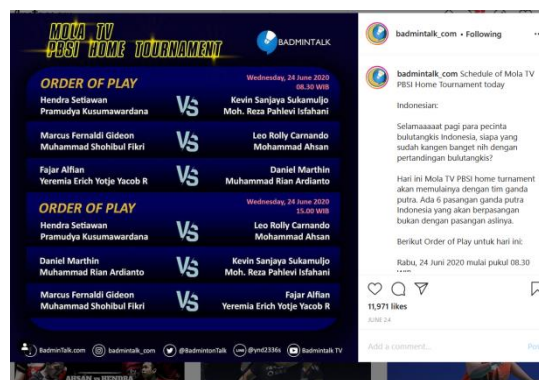 MOLA TV
PBSI HOME TOURNAMENT
BADMINTALK
ORDER OF PLAY
Wednesday, 24 June 2020
08.30 WIB
Hendra Setiawan
Pramudya Kusumawardana
VS
Kevin Sanjaya Sukamuljo
Moh. Reza Pahlevi Isfahani
Marcus Fernaldi Gideon
Muhammad Shohibul Fikri
VS
Leo Rolly Carnando
Mohammad Ahsan
Fajar Alfian
Yeremia Erich Yotje Yacob R
VS
Daniel Marthin
Muhammad Rian Ardianto
ORDER OF PLAY
Wednesday, 24 June 2020
15.00 WIB
Hendra Setiawan
Pramudya Kusumawardana
VS
Leo Rolly Carnando
Mohammad Ahsan
Daniel Marthin
Muhammad Rian Ardianto
VS
Kevin Sanjaya Sukamuljo
Moh. Reza Pahlevi Isfahani
Marcus Fernaldi Gideon
Muhammad Shohibul Fikri
VS
Fajar Alfian
Yeremia Erich Yotje Yacob R
BadminTalk.com badmintalk_com @BadmintonTalk @ynd2336s Badmintalk TV
badmintalk_com • Following
badmintalk_com Schedule of Mola TV
PBSI Home Tournament today
Indonesian:
Selamaaaaat pagi para pecinta
bulutangkis Indonesia, siapa yang
sudah kangen banget nih dengan
pertandingan bulutangkis?
Hari ini Mola TV PBSI home turnament
akan memulainya dengan tim ganda
putra. Ada 6 pasangan ganda putra
Indonesia yang akan berpasangan
bukan dengan pasangan aslinya.
Berikut Order of Play untuk hari ini:
Rabu, 24 Juni 2020 mulai pukul 08.30
11,971 likes
JUNE 24
Add a comment...
AHSAN HENDRA